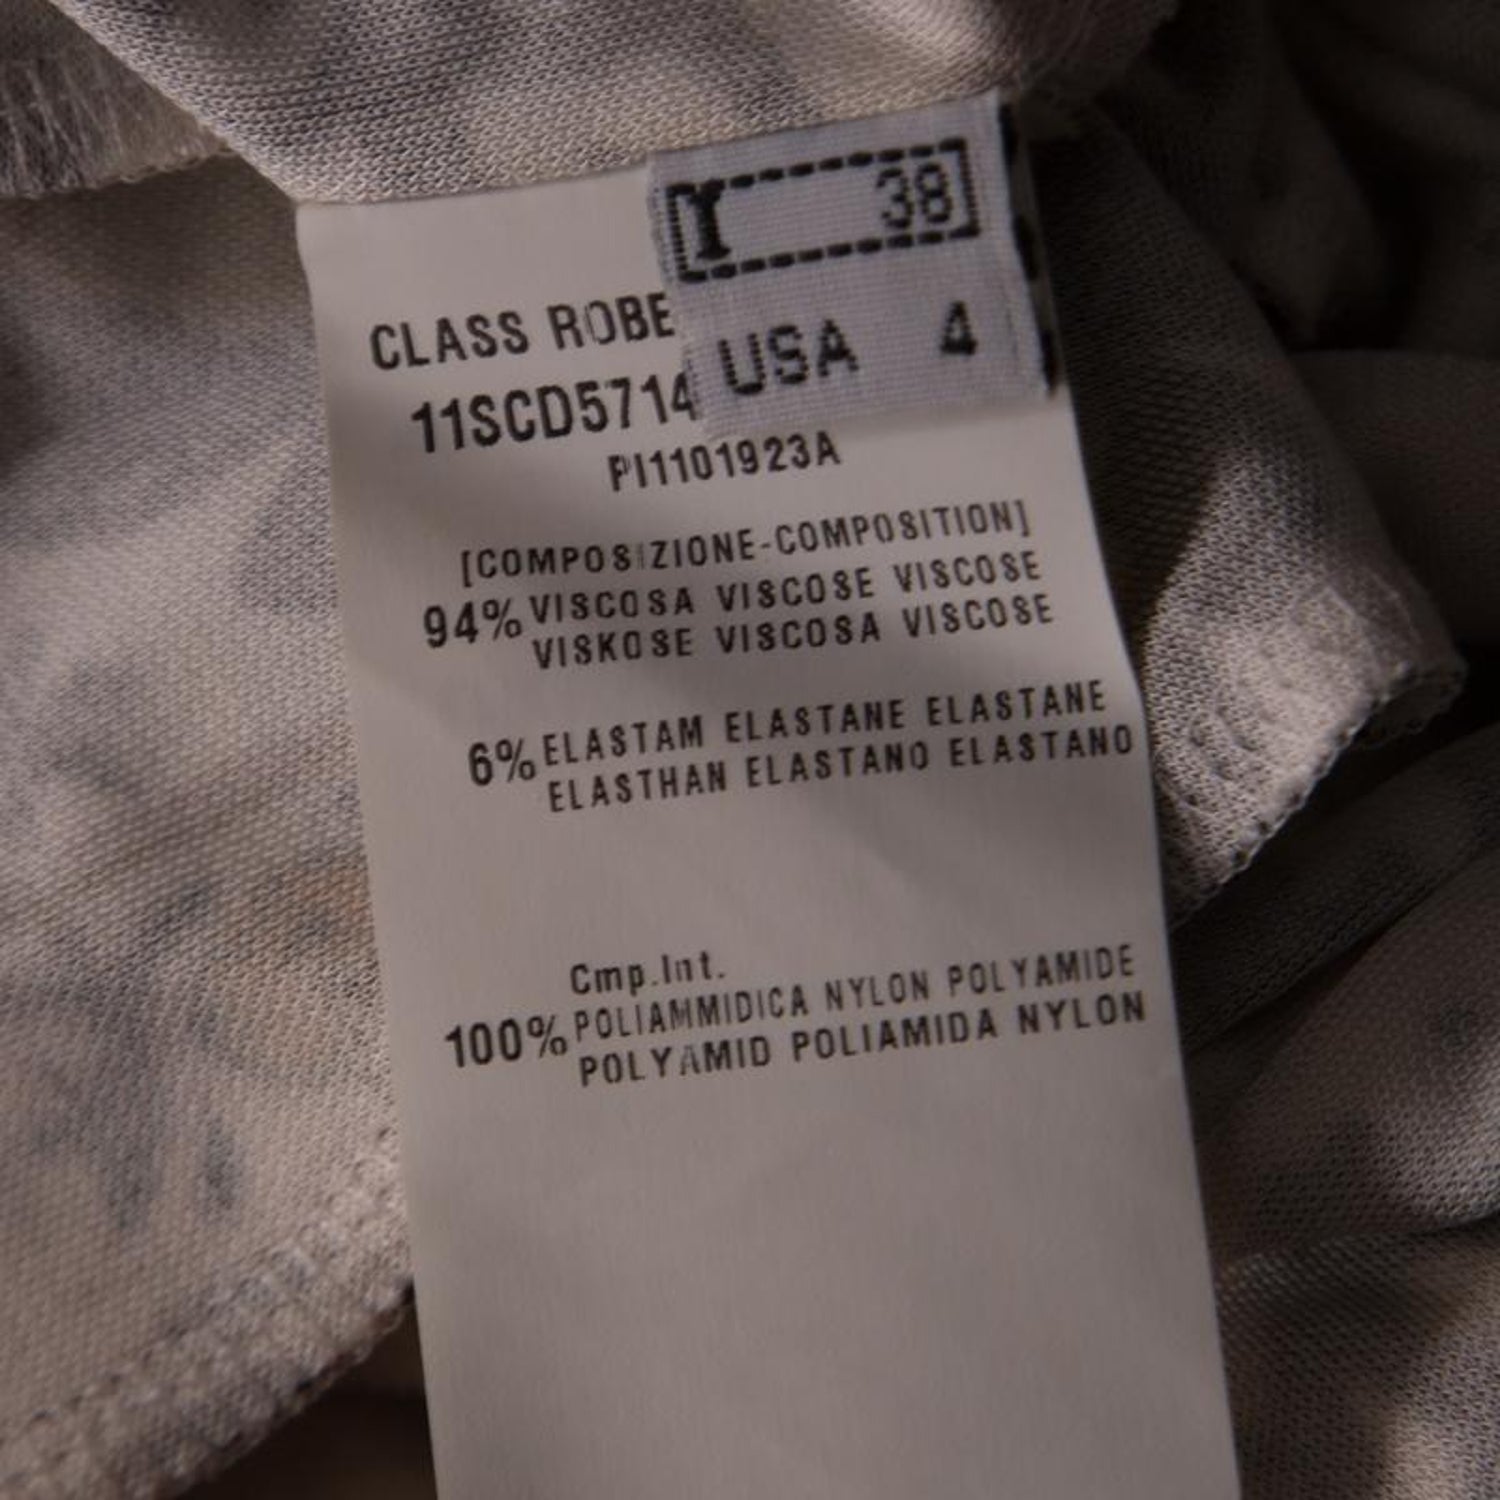 I 38
USA 4
CLASS ROBE
11SCD5714
PI1101923A
[COMPOSIZIONE-COMPOSITION]
94% VISCOSA VISCOSE VISCOSE
VISKOSE VISCOSA VISCOSE
6% ELASTAM ELASTANE ELASTANE
ELASTHAN ELASTANO ELASTANO
Cmp.Int.
100% POLIAMMIDICA NYLON POLYAMIDE
POLYAMID POLIAMIDA NYLON